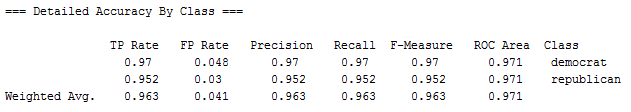 === Detailed Accuracy By Class ===
TP Rate FP Rate Precision Recall F-Measure ROC Area Class
0.97 0.048 0.97 0.97 0.97 0.971 democrat
0.952 0.03 0.952 0.952 0.952 0.971 republican
Weighted Avg. 0.963 0.041 0.963 0.963 0.963 0.971